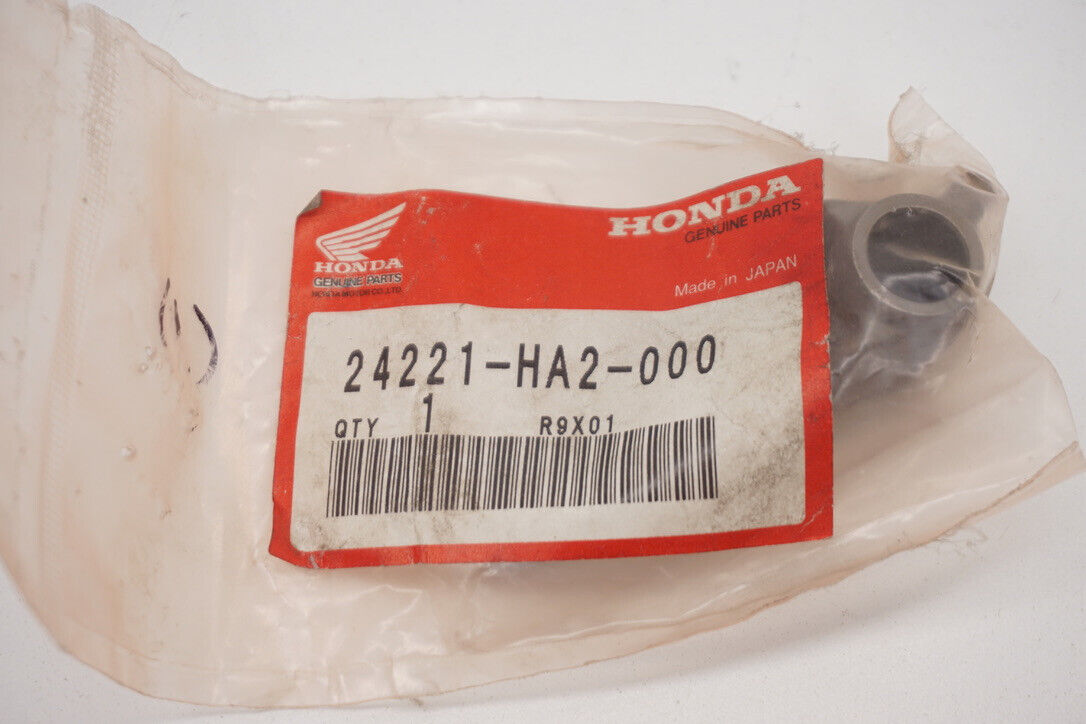 HONDA
GENUINE PARTS
HONDA MOTOR CO., LTD.
HONDA
GENUINE PARTS
Made in JAPAN
24221-HA2-000
QTY 1 R9X01